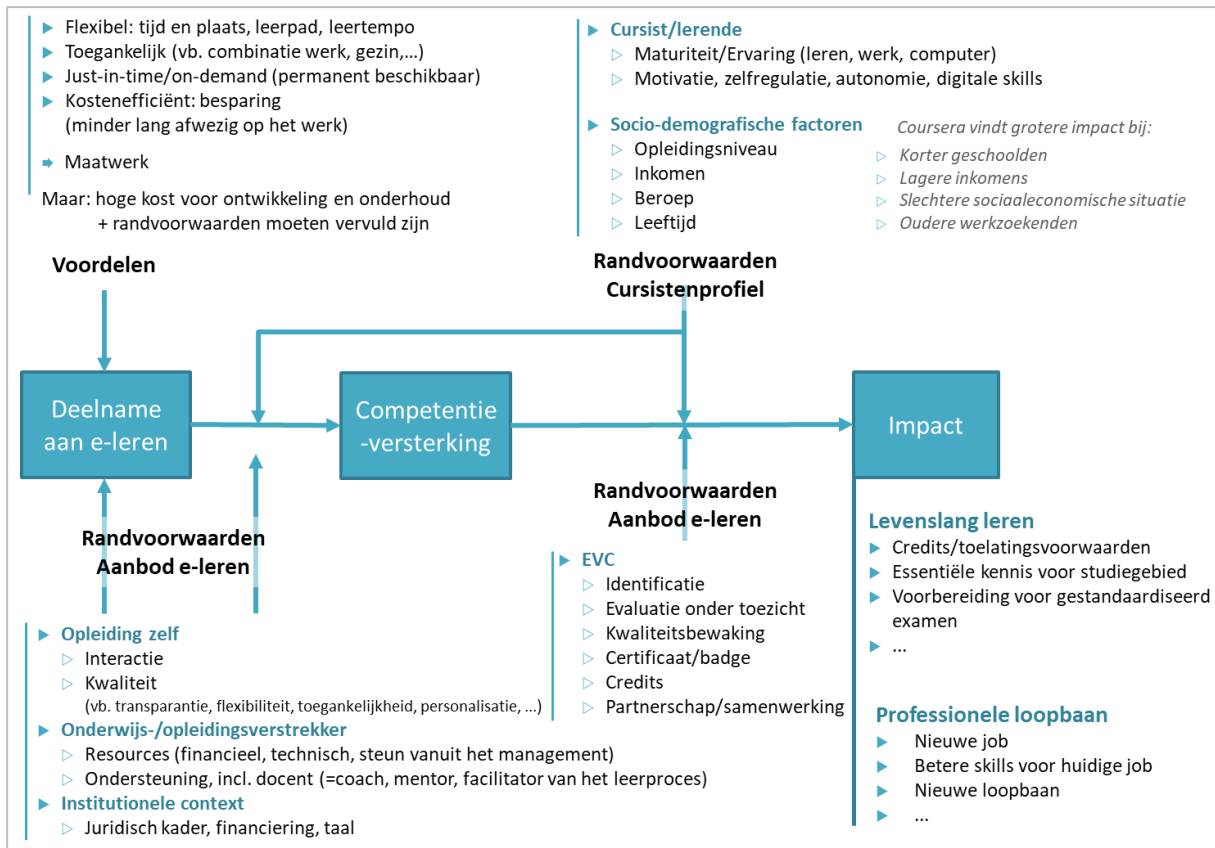 Flexibel: tijd en plaats, leerpad, leertempo
Toegankelijk (vb. combinatie werk, gezin,...)
Just-in-time/on-demand (permanent beschikbaar)
Kostenefficiënt: besparing
(minder lang afwezig op het werk)
Maatwerk
Maar: hoge kost voor ontwikkeling en onderhoud
+ randvoorwaarden moeten vervuld zijn
Cursist/lerende
Maturiteit/Ervaring (leren, werk, computer)
Motivatie, zelfregulatie, autonomie, digitale skills
Socio-demografische factoren
Opleidingsniveau
Inkomen
Beroep
Leeftijd
Coursera vindt grotere impact bij:
Korter geschoolden
Lagere inkomens
Slechtere sociaaleconomische situatie
Oudere werkzoekenden
Voordelen
Randvoorwaarden
Cursistenprofiel
Deelname
aan e-leren
Competentie
-versterking
Impact
Randvoorwaarden
Aanbod e-leren
Randvoorwaarden
Aanbod e-leren
Opleiding zelf
Interactie
Kwaliteit
(vb. transparantie, flexibiliteit, toegankelijkheid, personalisatie, ...)
Onderwijs-/opleidingsverstrekker
Resources (financieel, technisch, steun vanuit het management)
Ondersteuning, incl. docent (=coach, mentor, facilitator van het leerproces)
Institutionele context
Juridisch kader, financiering, taal
EVC
Identificatie
Evaluatie onder toezicht
Kwaliteitsbewaking
Certificaat/badge
Credits
Partnerschap/samenwerking
Levenslang leren
Credits/toelatingsvoorwaarden
Essentiële kennis voor studiegebied
Voorbereiding voor gestandaardiseerd
examen
...
Professionele loopbaan
Nieuwe job
Betere skills voor huidige job
Nieuwe loopbaan
...